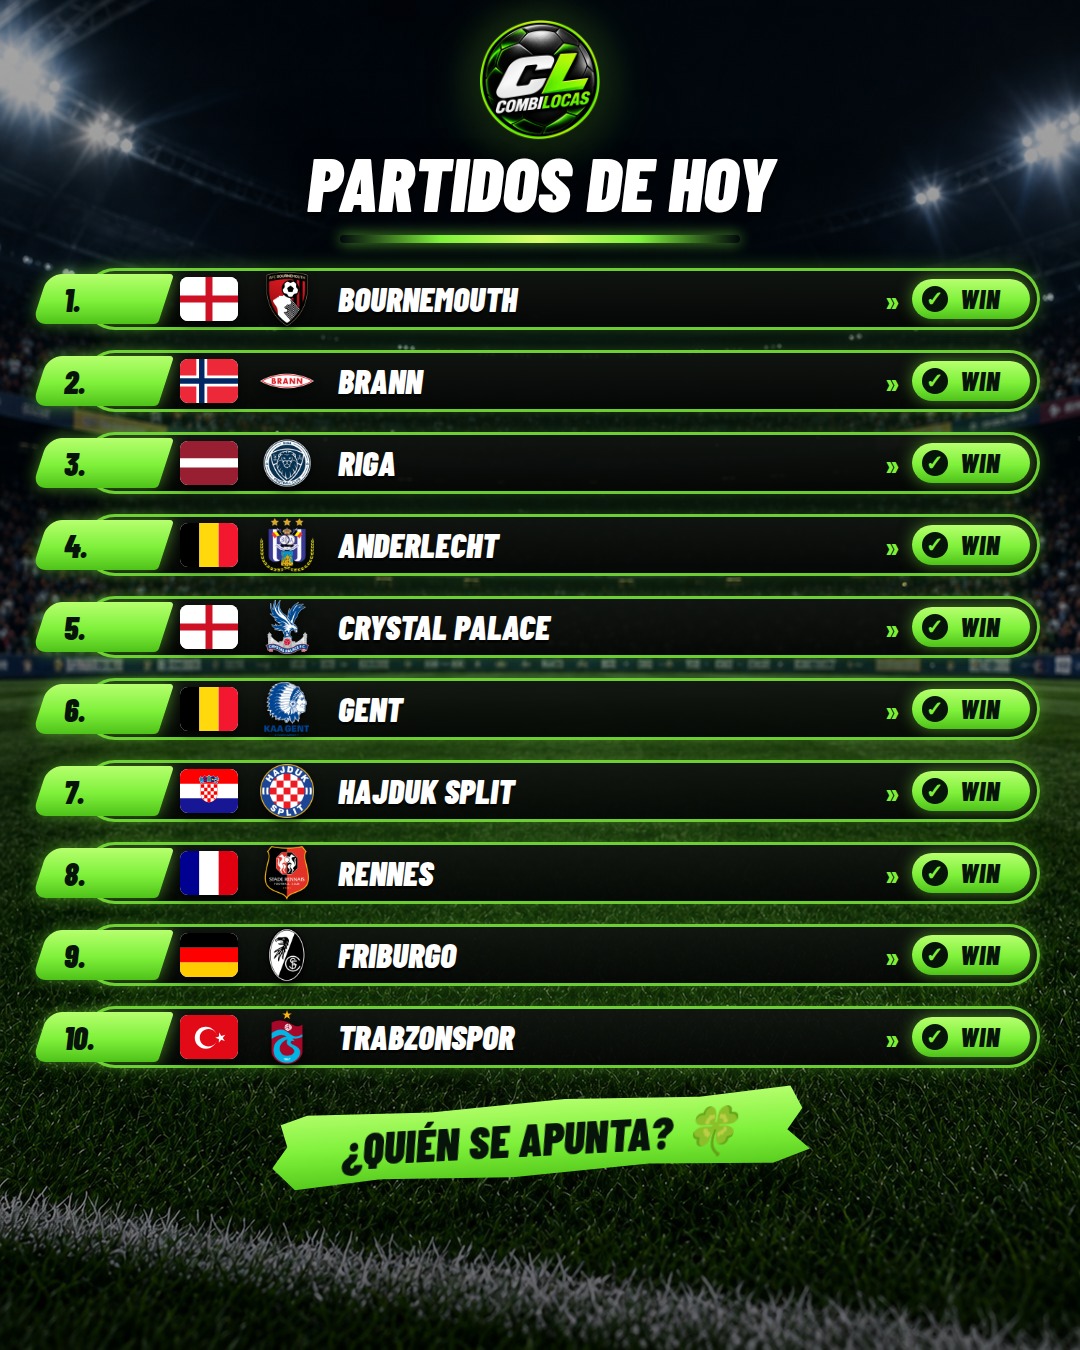 CL
COMBILOCAS
PARTIDOS DE HOY
1. BOURNEMOUTH » WIN
2. BRANN BRANN » WIN
3. RIGA » WIN
4. ANDERLECHT » WIN
5. CRYSTAL PALACE » WIN
6. KAA GENT GENT » WIN
7. HAJDUK SPLIT HAJDUK SPLIT » WIN
8. STADE RENNAIS RENNES » WIN
9. FRIBURGO » WIN
10. TRABZONSPOR » WIN
¿QUIÉN SE APUNTA?